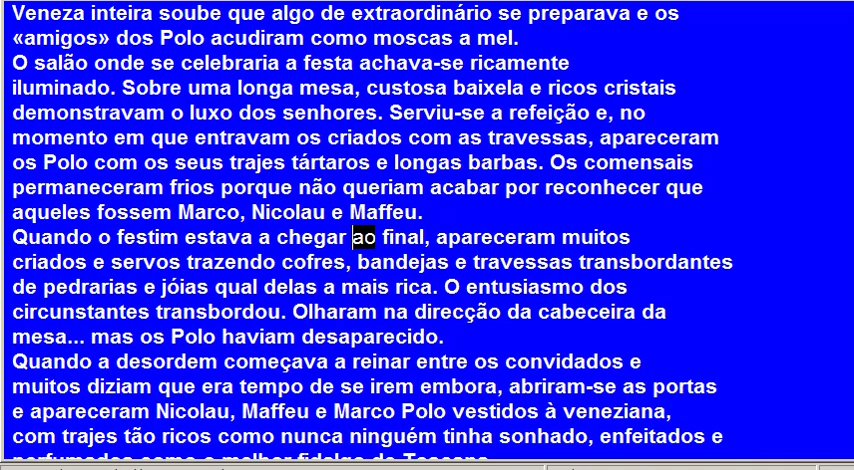 Veneza inteira soube que algo de extraordinário se preparava e os
«amigos» dos Polo acudiram como moscas a mel.
O salão onde se celebraria a festa achava-se ricamente
iluminado. Sobre uma longa mesa, custosa baixela e ricos cristais
demonstravam o luxo dos senhores. Serviu-se a refeição e, no
momento em que entravam os criados com as travessas, apareceram
os Polo com os seus trajes tártaros e longas barbas. Os comensais
permaneceram frios porque não queriam acabar por reconhecer que
aqueles fossem Marco, Nicolau e Maffeu.
Quando o festim estava a chegar ao final, apareceram muitos
criados e servos trazendo cofres, bandejas e travessas transbordantes
de pedrarias e jóias qual delas a mais rica. O entusiasmo dos
circunstantes transbordou. Olharam na direcção da cabeceira da
mesa... mas os Polo haviam desaparecido.
Quando a desordem começava a reinar entre os convidados e
muitos diziam que era tempo de se irem embora, abriram-se as portas
e apareceram Nicolau, Maffeu e Marco Polo vestidos à veneziana,
com trajes tão ricos como nunca ninguém tinha sonhado, enfeitados e
perfumados como o melhor fidalgo de Toscana